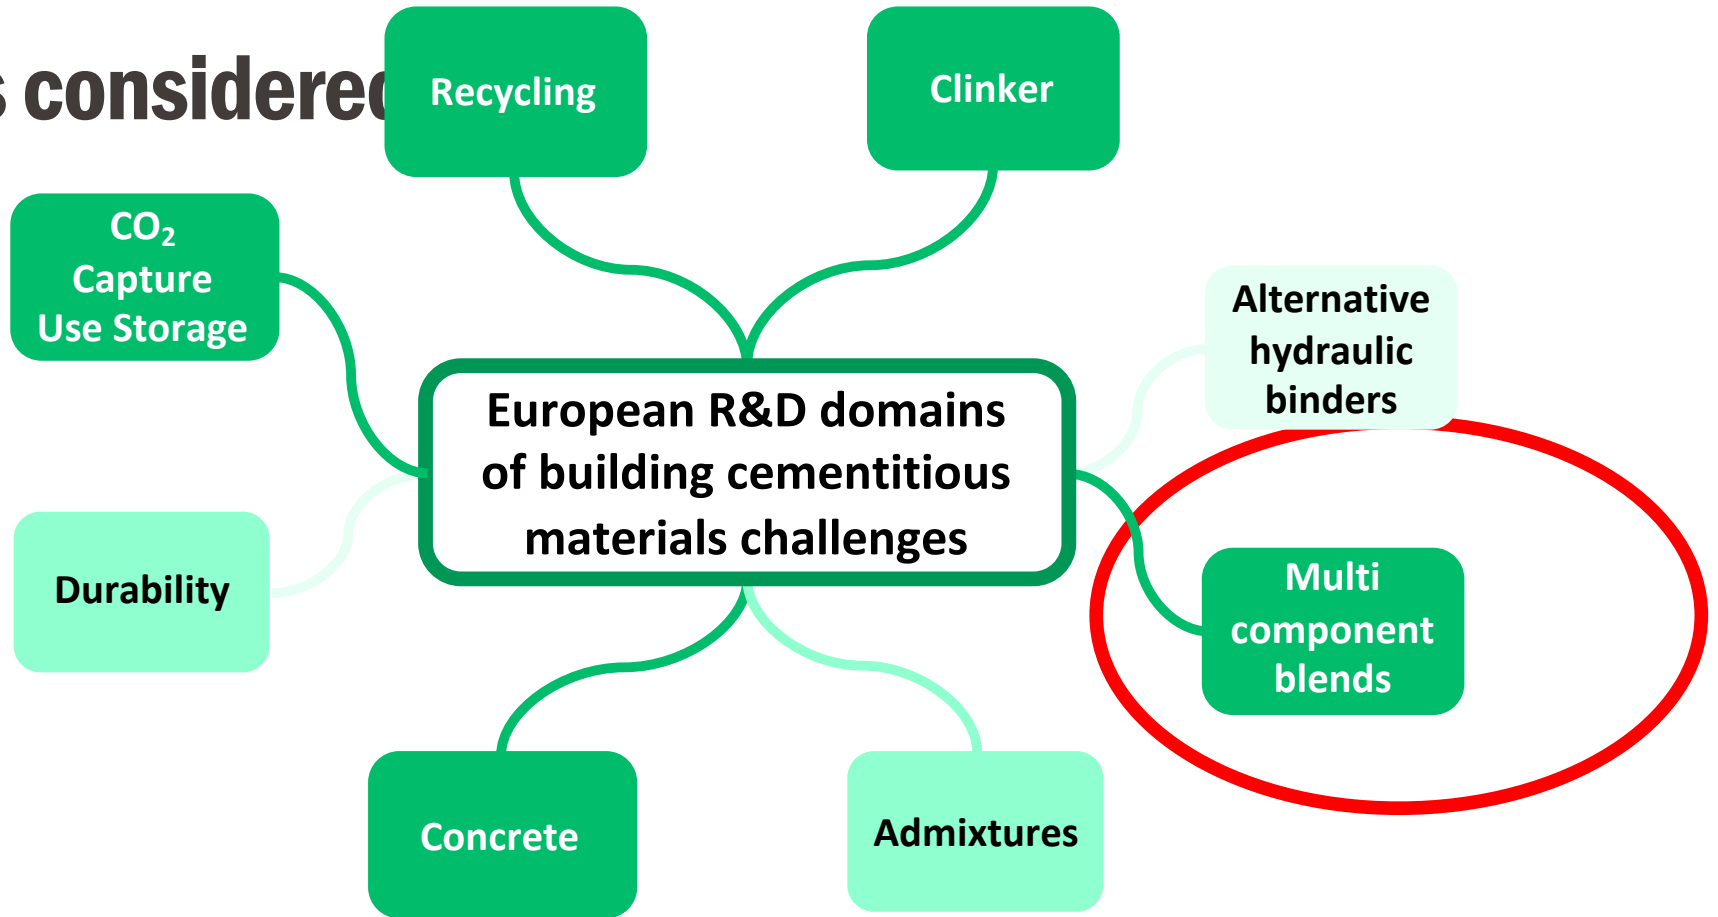 s considered
Recycling
Clinker
CO₂
Capture
Use Storage
Alternative
hydraulic
binders
European R&D domains
of building cementitious
materials challenges
Durability
Multi
component
blends
Concrete
Admixtures